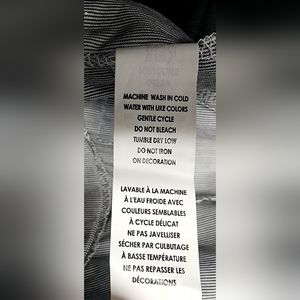 MACHINE WASH IN COLD
WATER WITH LIKE COLORS
GENTLE CYCLE
DO NOT BLEACH
TUMBLE DRY LOW
DO NOT IRON
ON DECORATION
LAVABLE À LA MACHINE
À L'EAU FROIDE AVEC
COULEURS SEMBLABLES
À CYCLE DÉLICAT
NE PAS JAVELLISER
SÉCHER PAR CULBUTAGE
À BASSE TEMPÉRATURE
NE PAS REPASSER LES
DÉCORATIONS